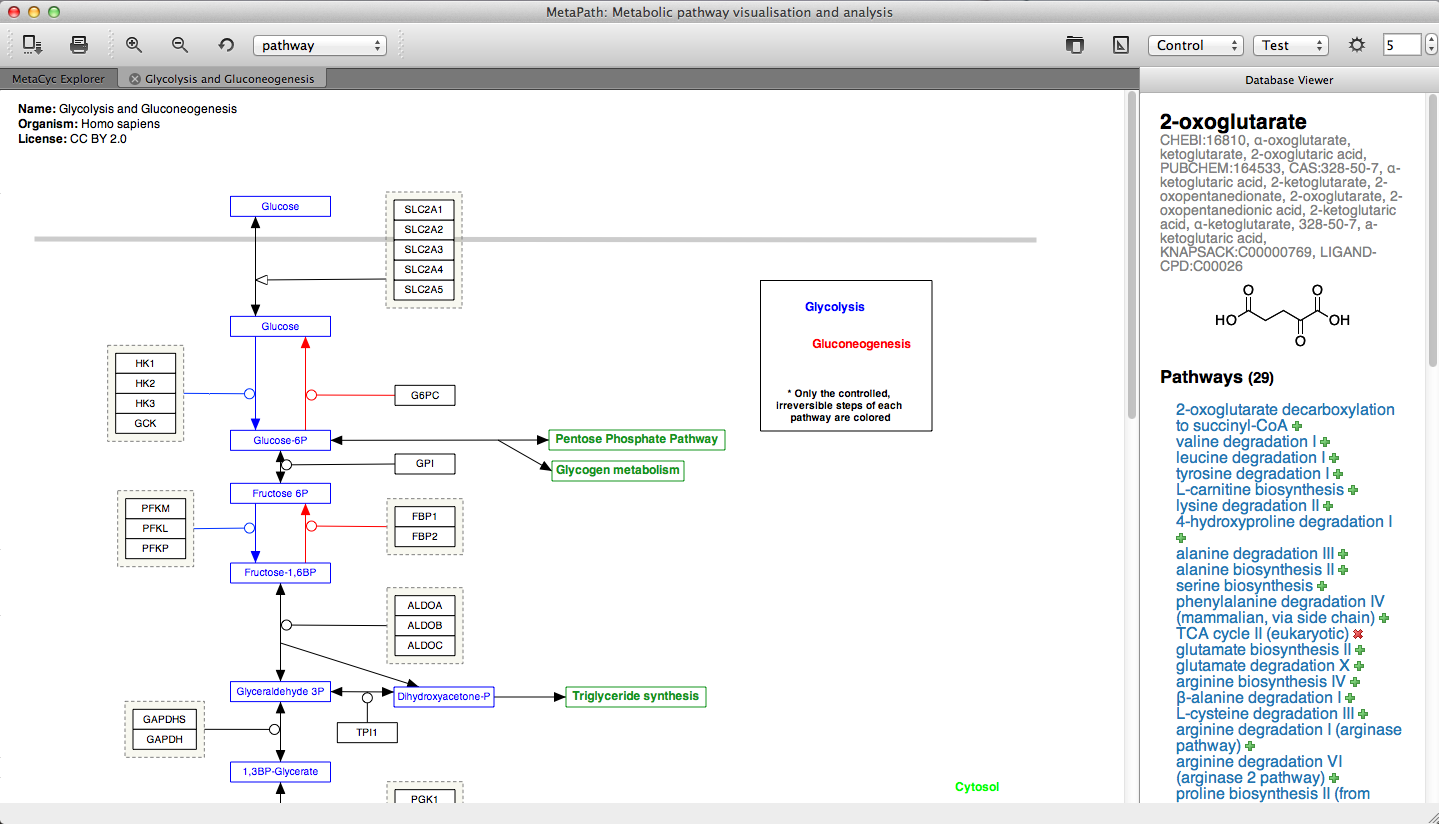 MetaPath: Metabolic pathway visualisation and analysis
pathway
Control
Test
5
MetaCyc Explorer
Glycolysis and Gluconeogenesis
Database Viewer
Name: Glycolysis and Gluconeogenesis
Organism: Homo sapiens
License: CC BY 2.0
Glucose
SLC2A1
SLC2A2
SLC2A3
SLC2A4
SLC2A5
Glycolysis
Gluconeogenesis
* Only the controlled,
irreversible steps of each
pathway are colored
Glucose
HK1
HK2
HK3
GCK
G6PC
Glucose-6P
Pentose Phosphate Pathway
GPI
Glycogen metabolism
Fructose 6P
PFKM
PFKL
PFKP
FBP1
FBP2
Fructose-1,6BP
ALDOA
ALDOB
ALDOC
Glyceraldehyde 3P
Dihydroxyacetone-P
Triglyceride synthesis
GAPDHS
GAPDH
TPI1
1,3BP-Glycerate
Cytosol
PGK1
2-oxoglutarate
CHEBI:16810, α-oxoglutarate,
ketoglutarate, 2-oxoglutaric acid,
PUBCHEM:164533, CAS:328-50-7, α-
ketoglutaric acid, 2-ketoglutarate, 2-
oxopentanedionate, 2-oxoglutarate, 2-
oxopentanedionic acid, 2-ketoglutaric
acid, α-ketoglutarate, 328-50-7, a-
ketoglutaric acid,
KNAPSACK:C00000769, LIGAND-
CPD:C00026
O
O
HO
OH
O
Pathways (29)
2-oxoglutarate decarboxylation
to succinyl-CoA
valine degradation I
leucine degradation I
tyrosine degradation I
L-carnitine biosynthesis
lysine degradation II
4-hydroxyproline degradation I
alanine degradation III
alanine biosynthesis II
serine biosynthesis
phenylalanine degradation IV
(mammalian, via side chain)
TCA cycle II (eukaryotic)
glutamate biosynthesis II
glutamate degradation X
arginine biosynthesis IV
β-alanine degradation I
L-cysteine degradation III
arginine degradation I (arginase
pathway)
arginine degradation VI
(arginase 2 pathway)
proline biosynthesis II (from